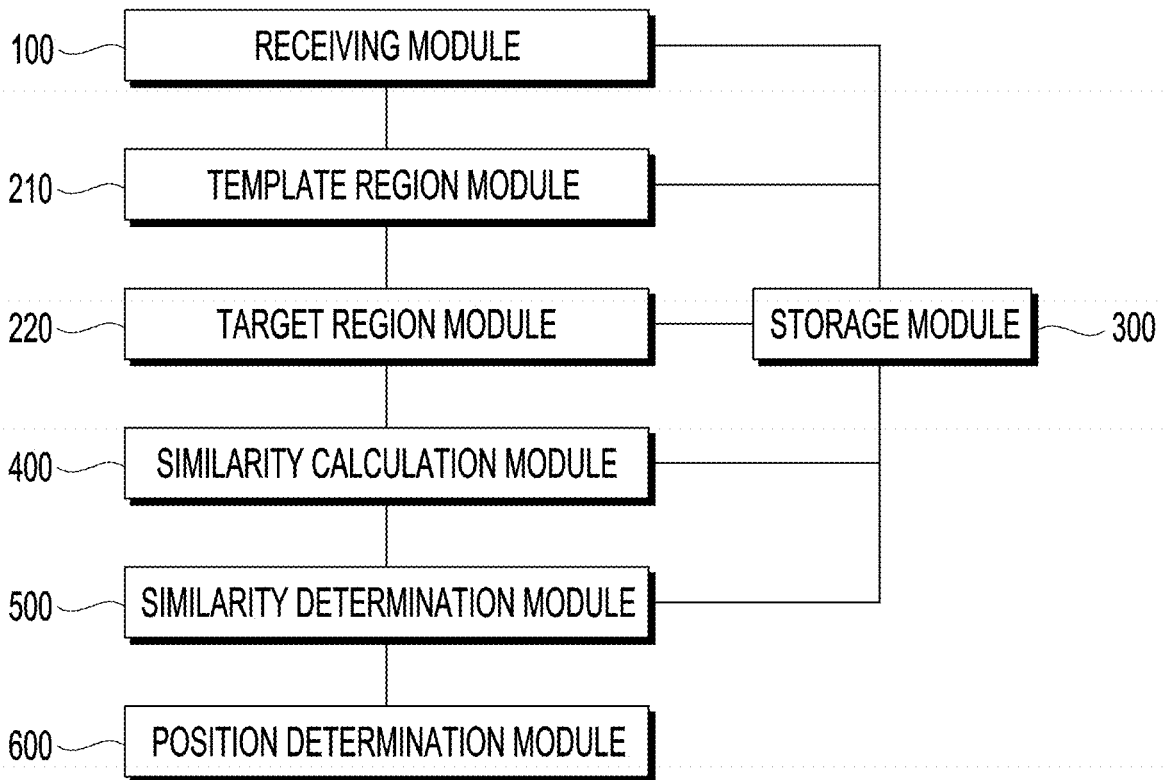 100 RECEIVING MODULE
210 TEMPLATE REGION MODULE
220 TARGET REGION MODULE STORAGE MODULE 300
400 SIMILARITY CALCULATION MODULE
500 SIMILARITY DETERMINATION MODULE
600 POSITION DETERMINATION MODULE